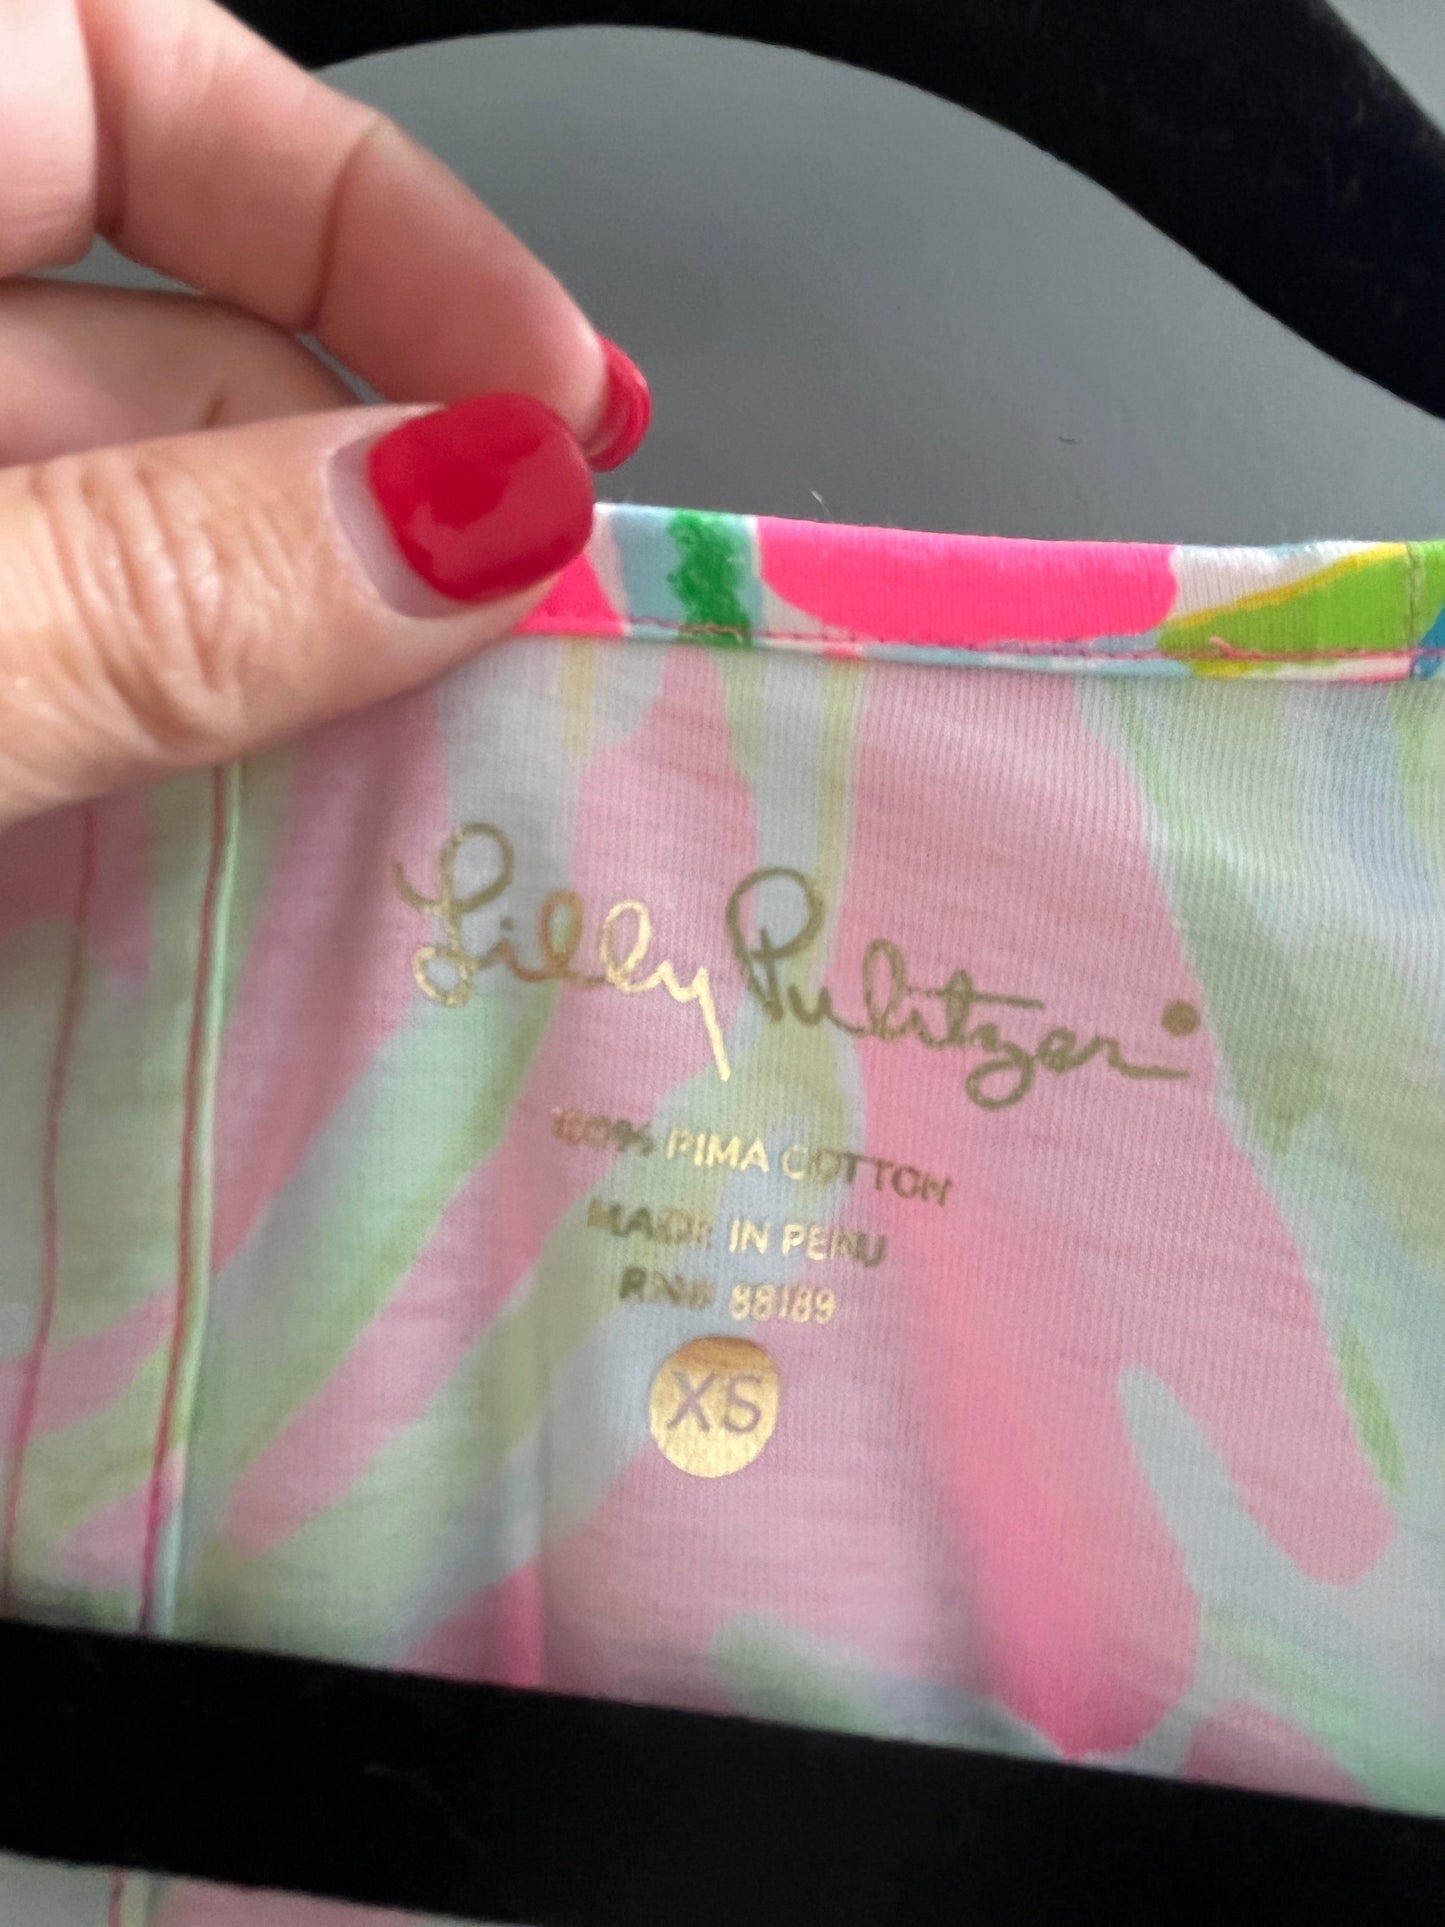 Lilly Pulitzer
100% PIMA COTTON
MADE IN PERU
RN# 88189
XS